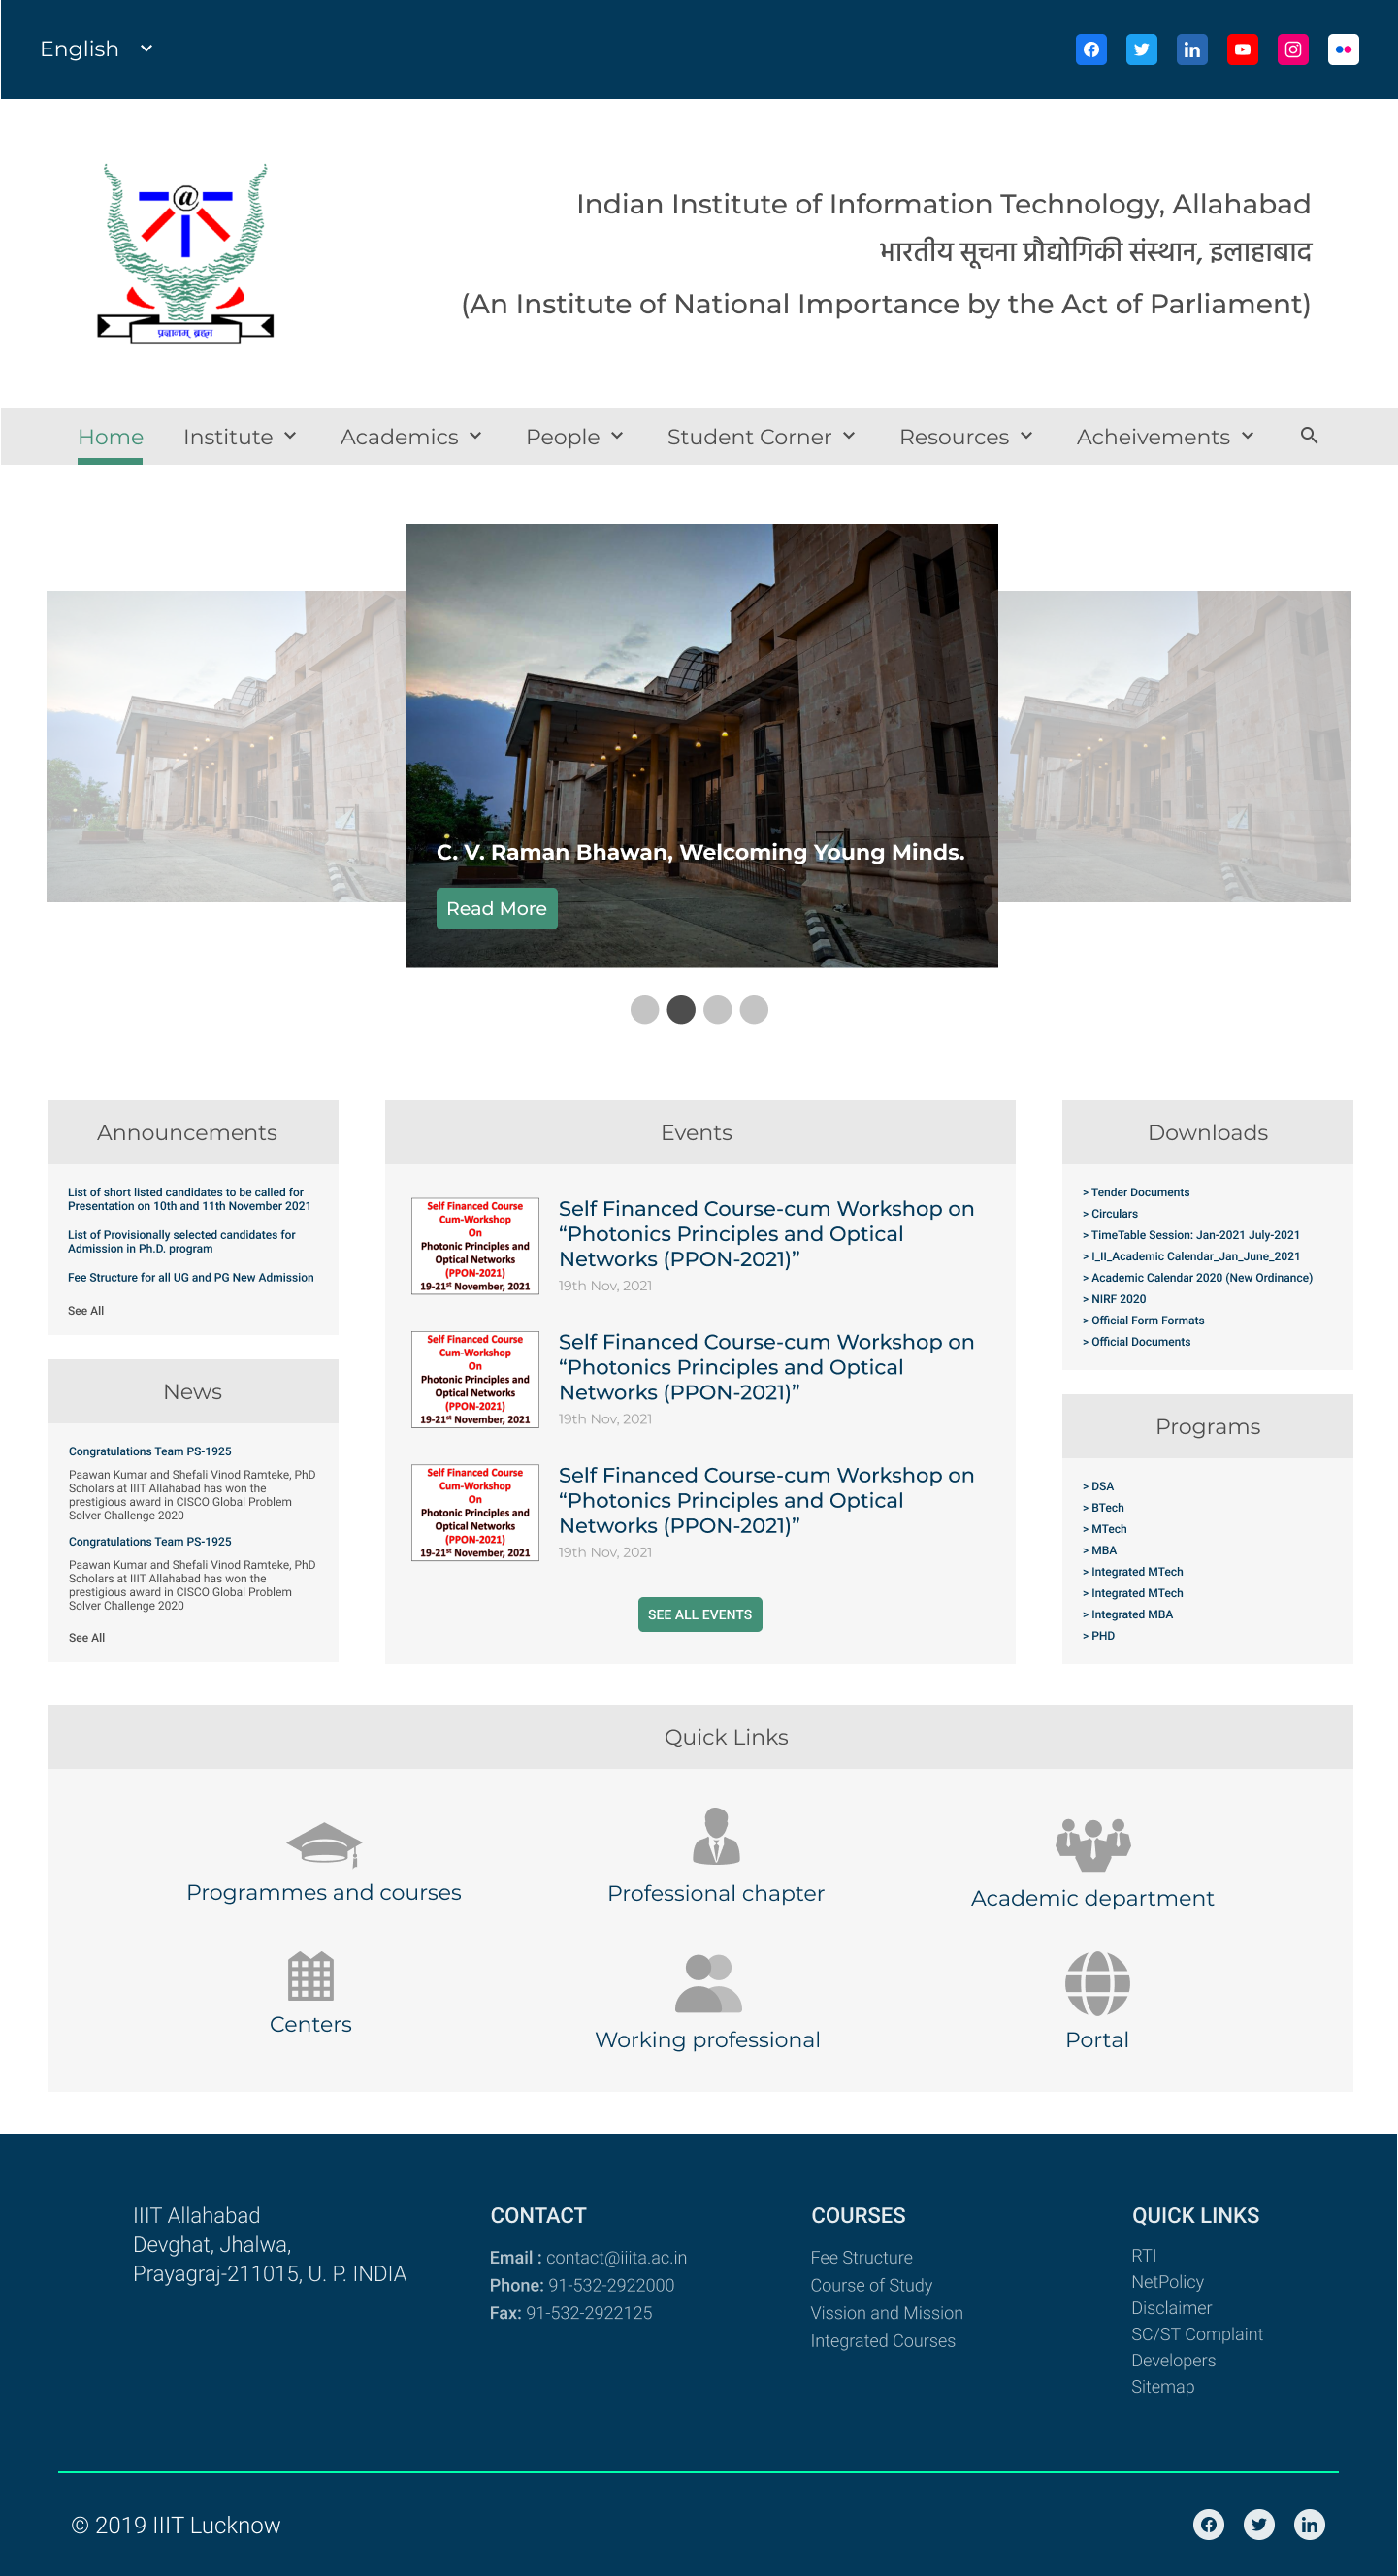 English
Indian Institute of Information Technology, Allahabad
भारतीय सूचना प्रौद्योगिकी संस्थान, इलाहाबाद
(An Institute of National Importance by the Act of Parliament)
@
प्रज्ञानम् ब्रह्म
Home Institute Academics People Student Corner Resources Acheivements
C. V. Raman Bhawan, Welcoming Young Minds.
Read More
Announcements
List of short listed candidates to be called for
Presentation on 10th and 11th November 2021
List of Provisionally selected candidates for
Admission in Ph.D. program
Fee Structure for all UG and PG New Admission
See All
News
Congratulations Team PS-1925
Paawan Kumar and Shefali Vinod Ramteke, PhD
Scholars at IIIT Allahabad has won the
prestigious award in CISCO Global Problem
Solver Challenge 2020
Congratulations Team PS-1925
Paawan Kumar and Shefali Vinod Ramteke, PhD
Scholars at IIIT Allahabad has won the
prestigious award in CISCO Global Problem
Solver Challenge 2020
See All
Events
Self Financed Course
Cum-Workshop
On
Photonic Principles and
Optical Networks
(PPON-2021)
19-21st November, 2021
Self Financed Course-cum Workshop on
“Photonics Principles and Optical
Networks (PPON-2021)”
19th Nov, 2021
Self Financed Course
Cum-Workshop
On
Photonic Principles and
Optical Networks
(PPON-2021)
19-21st November, 2021
Self Financed Course-cum Workshop on
“Photonics Principles and Optical
Networks (PPON-2021)”
19th Nov, 2021
Self Financed Course
Cum-Workshop
On
Photonic Principles and
Optical Networks
(PPON-2021)
19-21st November, 2021
Self Financed Course-cum Workshop on
“Photonics Principles and Optical
Networks (PPON-2021)”
19th Nov, 2021
SEE ALL EVENTS
Downloads
> Tender Documents
> Circulars
> TimeTable Session: Jan-2021 July-2021
> I_II_Academic Calendar_Jan_June_2021
> Academic Calendar 2020 (New Ordinance)
> NIRF 2020
> Official Form Formats
> Official Documents
Programs
> DSA
> BTech
> MTech
> MBA
> Integrated MTech
> Integrated MTech
> Integrated MBA
> PHD
Quick Links
Programmes and courses
Professional chapter
Academic department
Centers
Working professional
Portal
IIIT Allahabad
Devghat, Jhalwa,
Prayagraj-211015, U. P. INDIA
CONTACT
Email : contact@iiita.ac.in
Phone: 91-532-2922000
Fax: 91-532-2922125
COURSES
Fee Structure
Course of Study
Vission and Mission
Integrated Courses
QUICK LINKS
RTI
NetPolicy
Disclaimer
SC/ST Complaint
Developers
Sitemap
© 2019 IIIT Lucknow